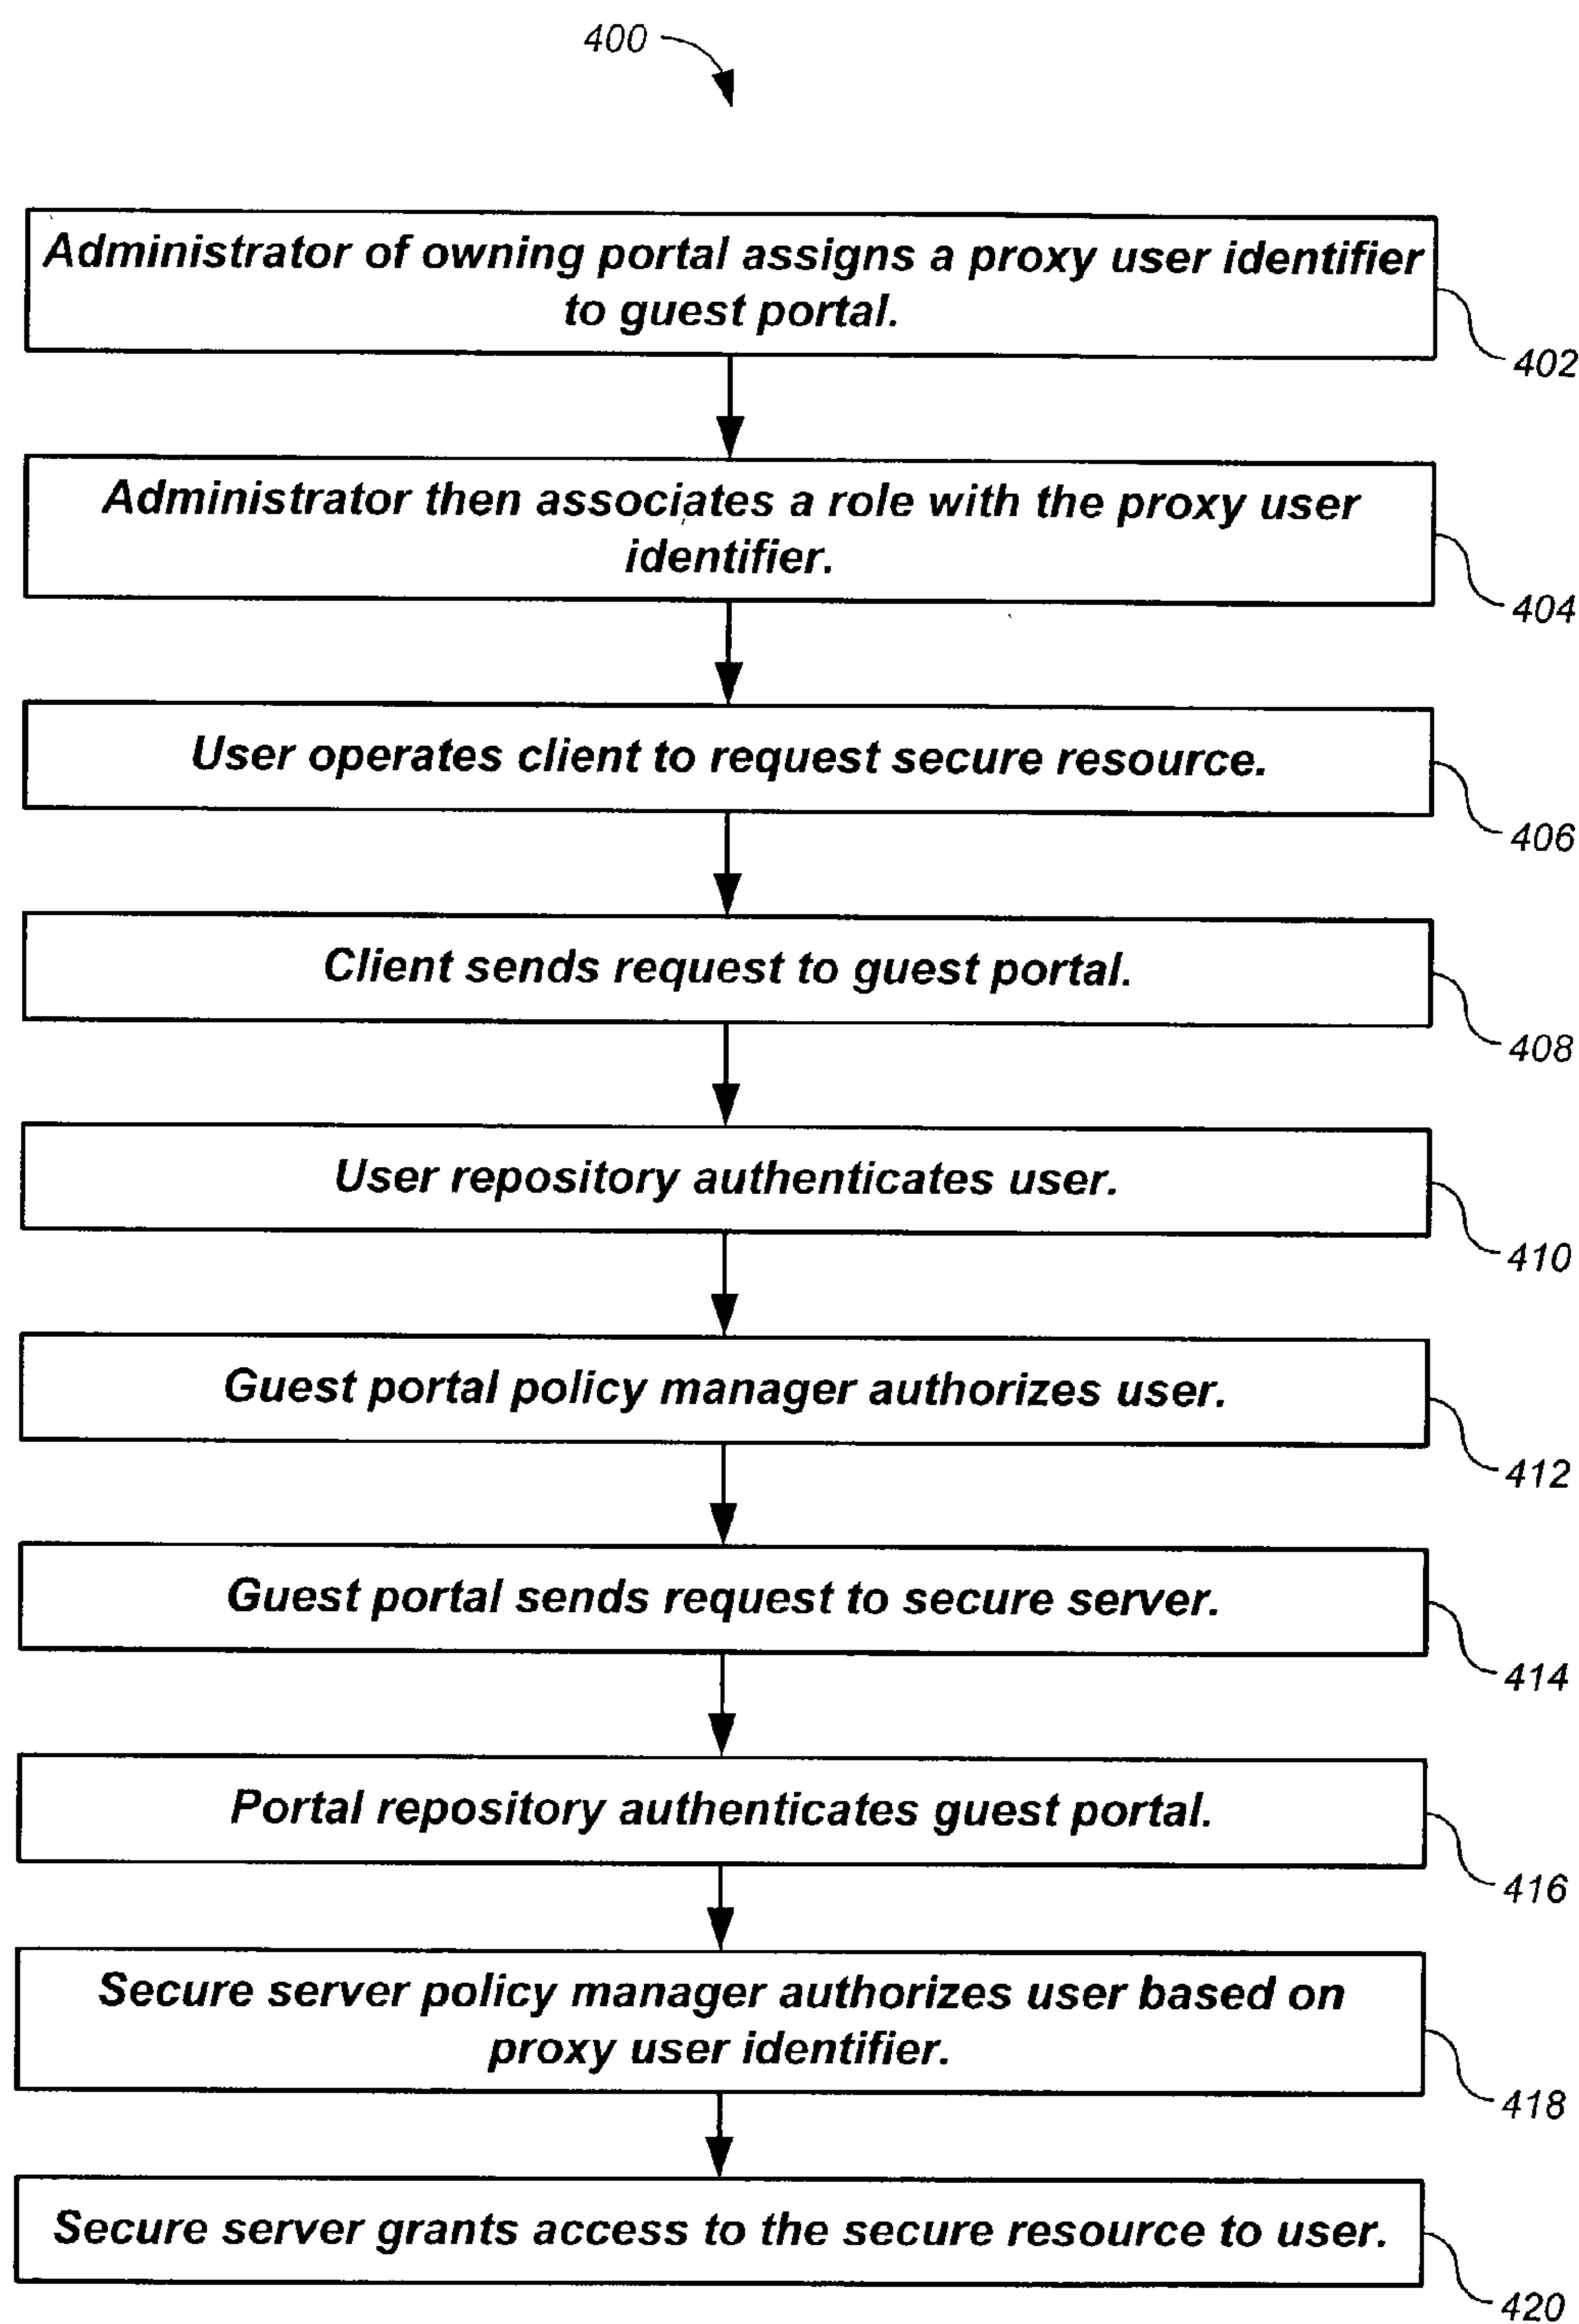 400
Administrator of owning portal assigns a proxy user identifier
to guest portal.
402
Administrator then associates a role with the proxy user
identifier.
404
User operates client to request secure resource.
406
Client sends request to guest portal.
408
User repository authenticates user.
410
Guest portal policy manager authorizes user.
412
Guest portal sends request to secure server.
414
Portal repository authenticates guest portal.
416
Secure server policy manager authorizes user based on
proxy user identifier.
418
Secure server grants access to the secure resource to user.
420